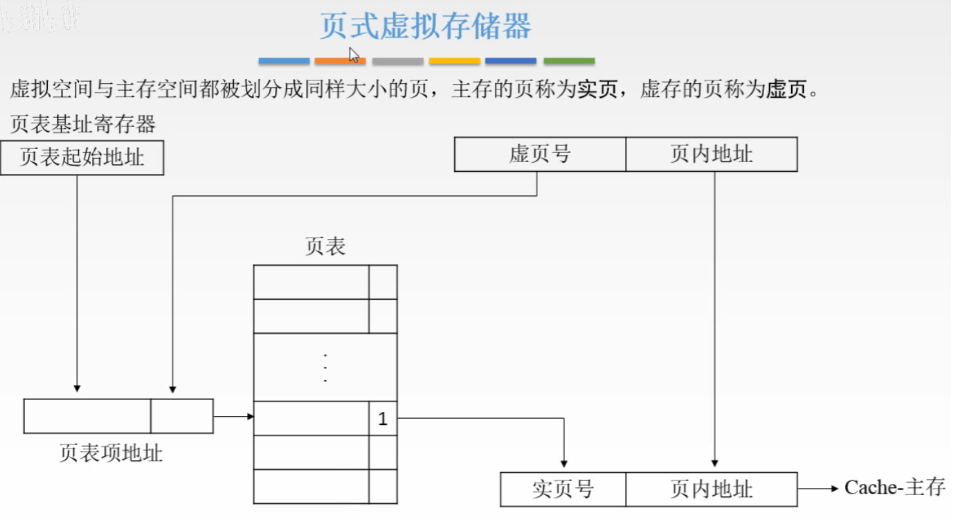 页式虚拟存储器
虚拟空间与主存空间都被划分成同样大小的页，主存的页称为实页，虚存的页称为虚页。
页表基址寄存器
页表起始地址
虚页号 页内地址
页表
1
页表项地址
实页号 页内地址 Cache-主存